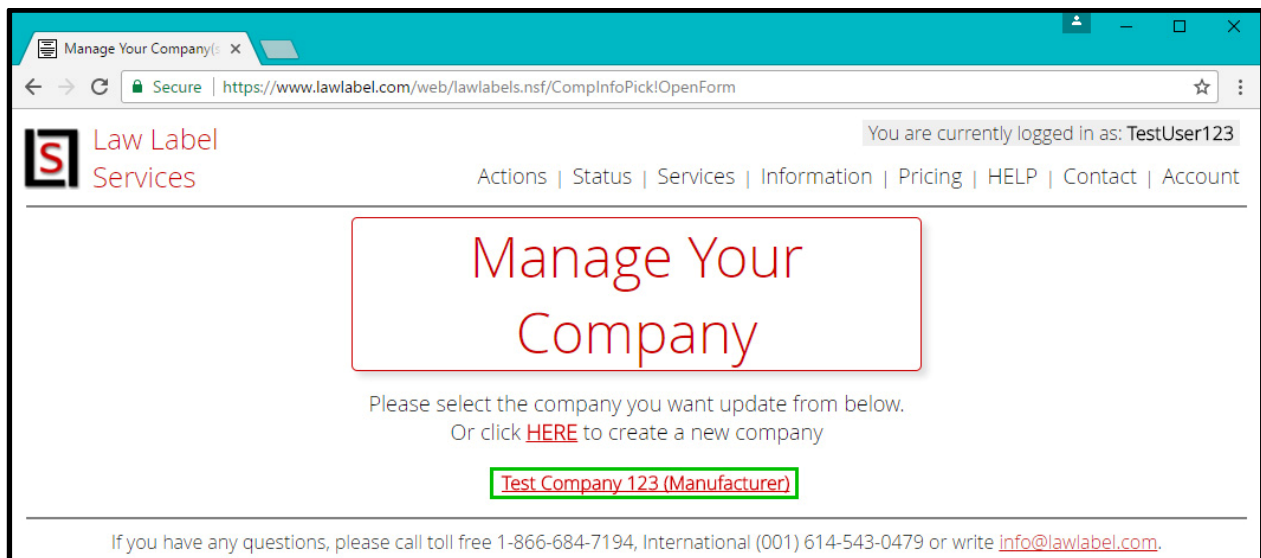 Manage Your Company(s
Secure | https://www.lawlabel.com/web/lawlabels.nsf/CompInfoPick!OpenForm
S
Law Label
Services
You are currently logged in as: TestUser123
Actions | Status | Services | Information | Pricing | HELP | Contact | Account
Manage Your
Company
Please select the company you want update from below.
Or click HERE to create a new company
Test Company 123 (Manufacturer)
If you have any questions, please call toll free 1-866-684-7194, International (001) 614-543-0479 or write info@lawlabel.com.